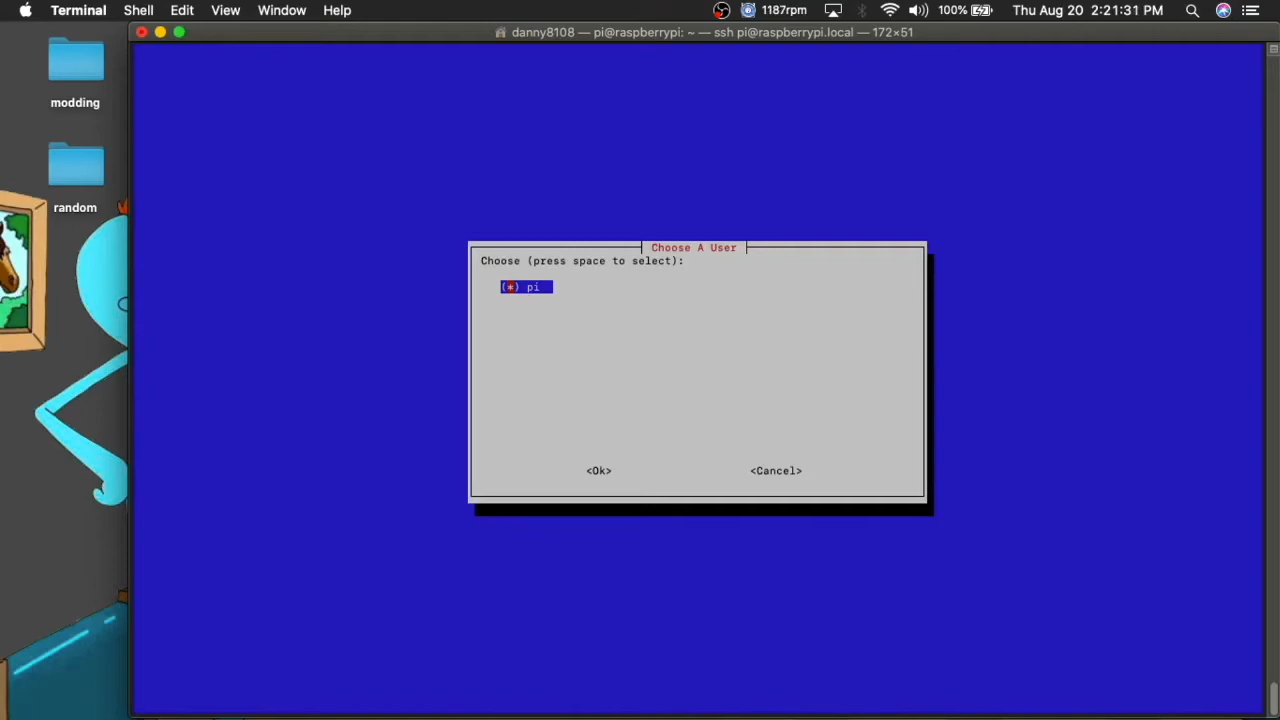 Terminal Shell Edit View Window Help 1187rpm 100% Thu Aug 20 2:21:31 PM
danny8108 — pi@raspberrypi: ~ — ssh pi@raspberrypi.local — 172×51
modding
random
Choose A User
Choose (press space to select):
(*) pi
<Ok> <Cancel>